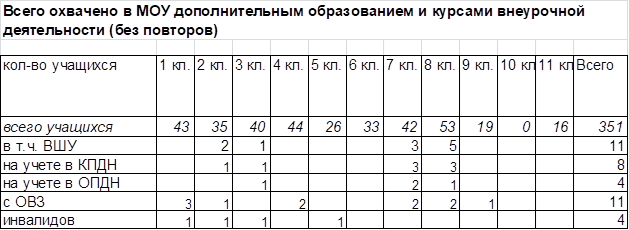 Всего охвачено в МОУ дополнительным образованием и курсами внеурочной
деятельности (без повторов)
кол-во учащихся 1 кл. 2 кл. 3 кл. 4 кл. 5 кл. 6 кл. 7 кл. 8 кл. 9 кл. 10 кл 11 кл Всего
всего учащихся 43 35 40 44 26 33 42 53 19 0 16 351
в т.ч. ВШУ 2 1 3 5 11
на учете в КПДН 1 1 3 3 8
на учете в ОПДН 1 2 1 4
с ОВЗ 3 1 2 2 2 1 11
инвалидов 1 1 1 1 4